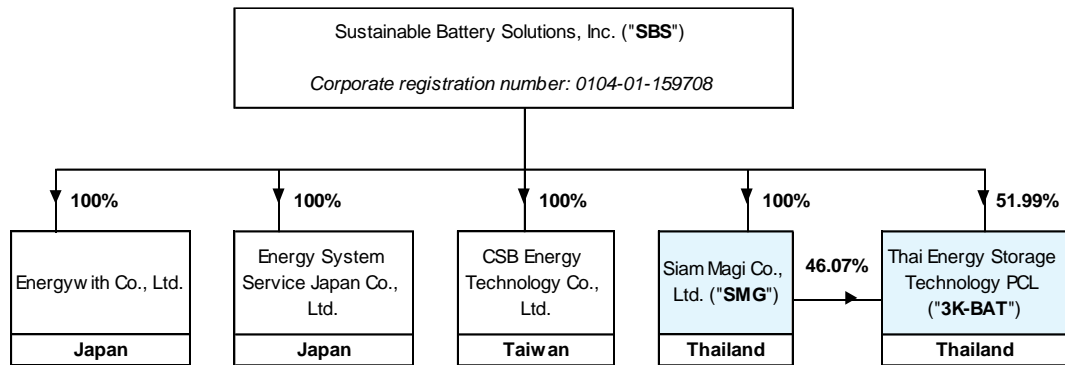 Sustainable Battery Solutions, Inc. ("SBS")
Corporate registration number: 0104-01-159708
100%
100%
100%
100%
51.99%
Energywith Co., Ltd.
Japan
Energy System
Service Japan Co.,
Ltd.
Japan
CSB Energy
Technology Co.,
Ltd.
Taiwan
Siam Magi Co.,
Ltd. ("SMG")
Thailand
46.07%
Thai Energy Storage
Technology PCL
("3K-BAT")
Thailand